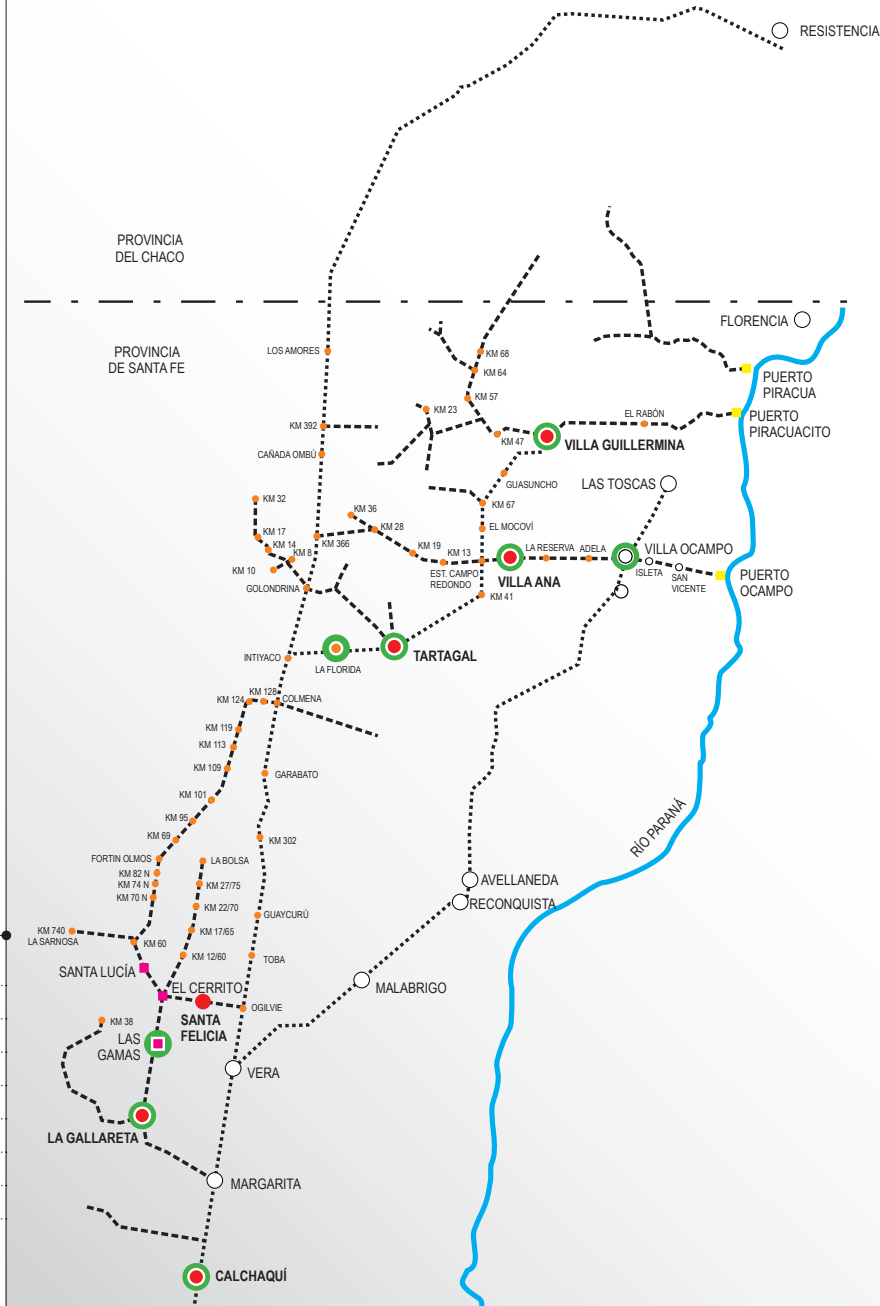 RESISTENCIA
PROVINCIA
DEL CHACO
FLORENCIA
PROVINCIA
DE SANTA FE
LOS AMORES
KM 68
KM 64
PUERTO
PIRACUA
KM 57
KM 23
EL RABÓN
PUERTO
PIRACUACITO
KM 392
KM 47
VILLA GUILLERMINA
CAÑADA OMBÚ
GUASUNCHO
LAS TOSCAS
KM 32
KM 67
KM 36
KM 28
EL MOCOVÍ
KM 17
KM 14
KM 366
KM 8
KM 19
KM 13
LA RESERVA
ADELA
VILLA OCAMPO
KM 10
EST. CAMPO
REDONDO
VILLA ANA
ISLETA
SAN
VICENTE
PUERTO
OCAMPO
GOLONDRINA
KM 41
INTIYACO
LA FLORIDA
TARTAGAL
KM 128
KM 124
COLMENA
KM 119
KM 113
KM 109
GARABATO
KM 101
KM 95
RÍO PARANÁ
KM 69
KM 302
FORTIN OLMOS
LA BOLSA
KM 82 N
KM 74 N
KM 27/75
AVELLANEDA
KM 70 N
KM 22/70
RECONQUISTA
GUAYCURÚ
KM 740
LA SARNOSA
KM 17/65
KM 60
KM 12/60
TOBA
SANTA LUCÍA
EL CERRITO
MALABRIGO
OGILVIE
SANTA
FELICIA
KM 38
LAS
GAMAS
VERA
LA GALLARETA
MARGARITA
CALCHAQUÍ